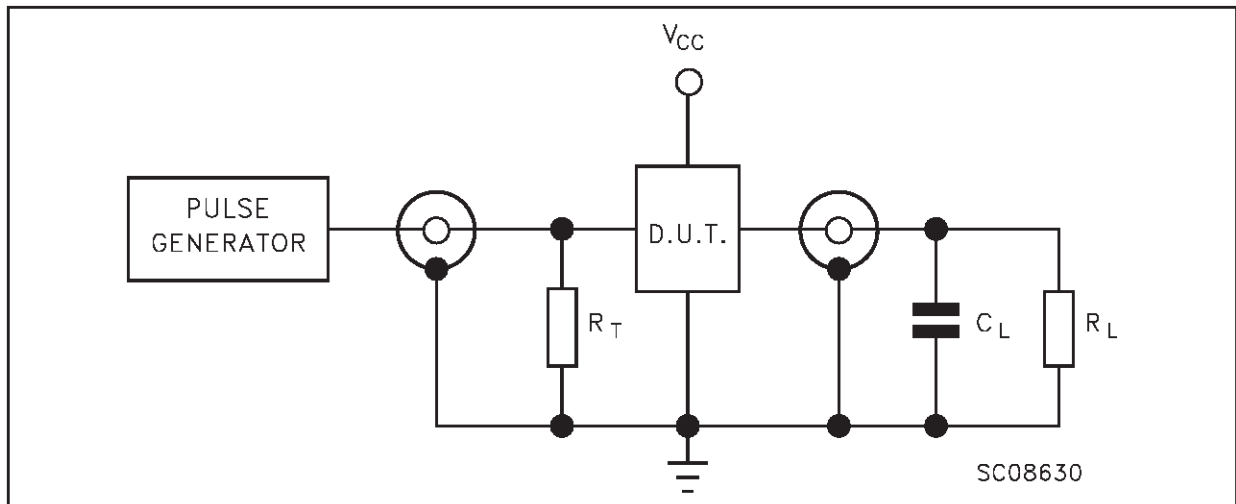 VCC
PULSE
GENERATOR
D.U.T.
RT
CL
RL
SC08630